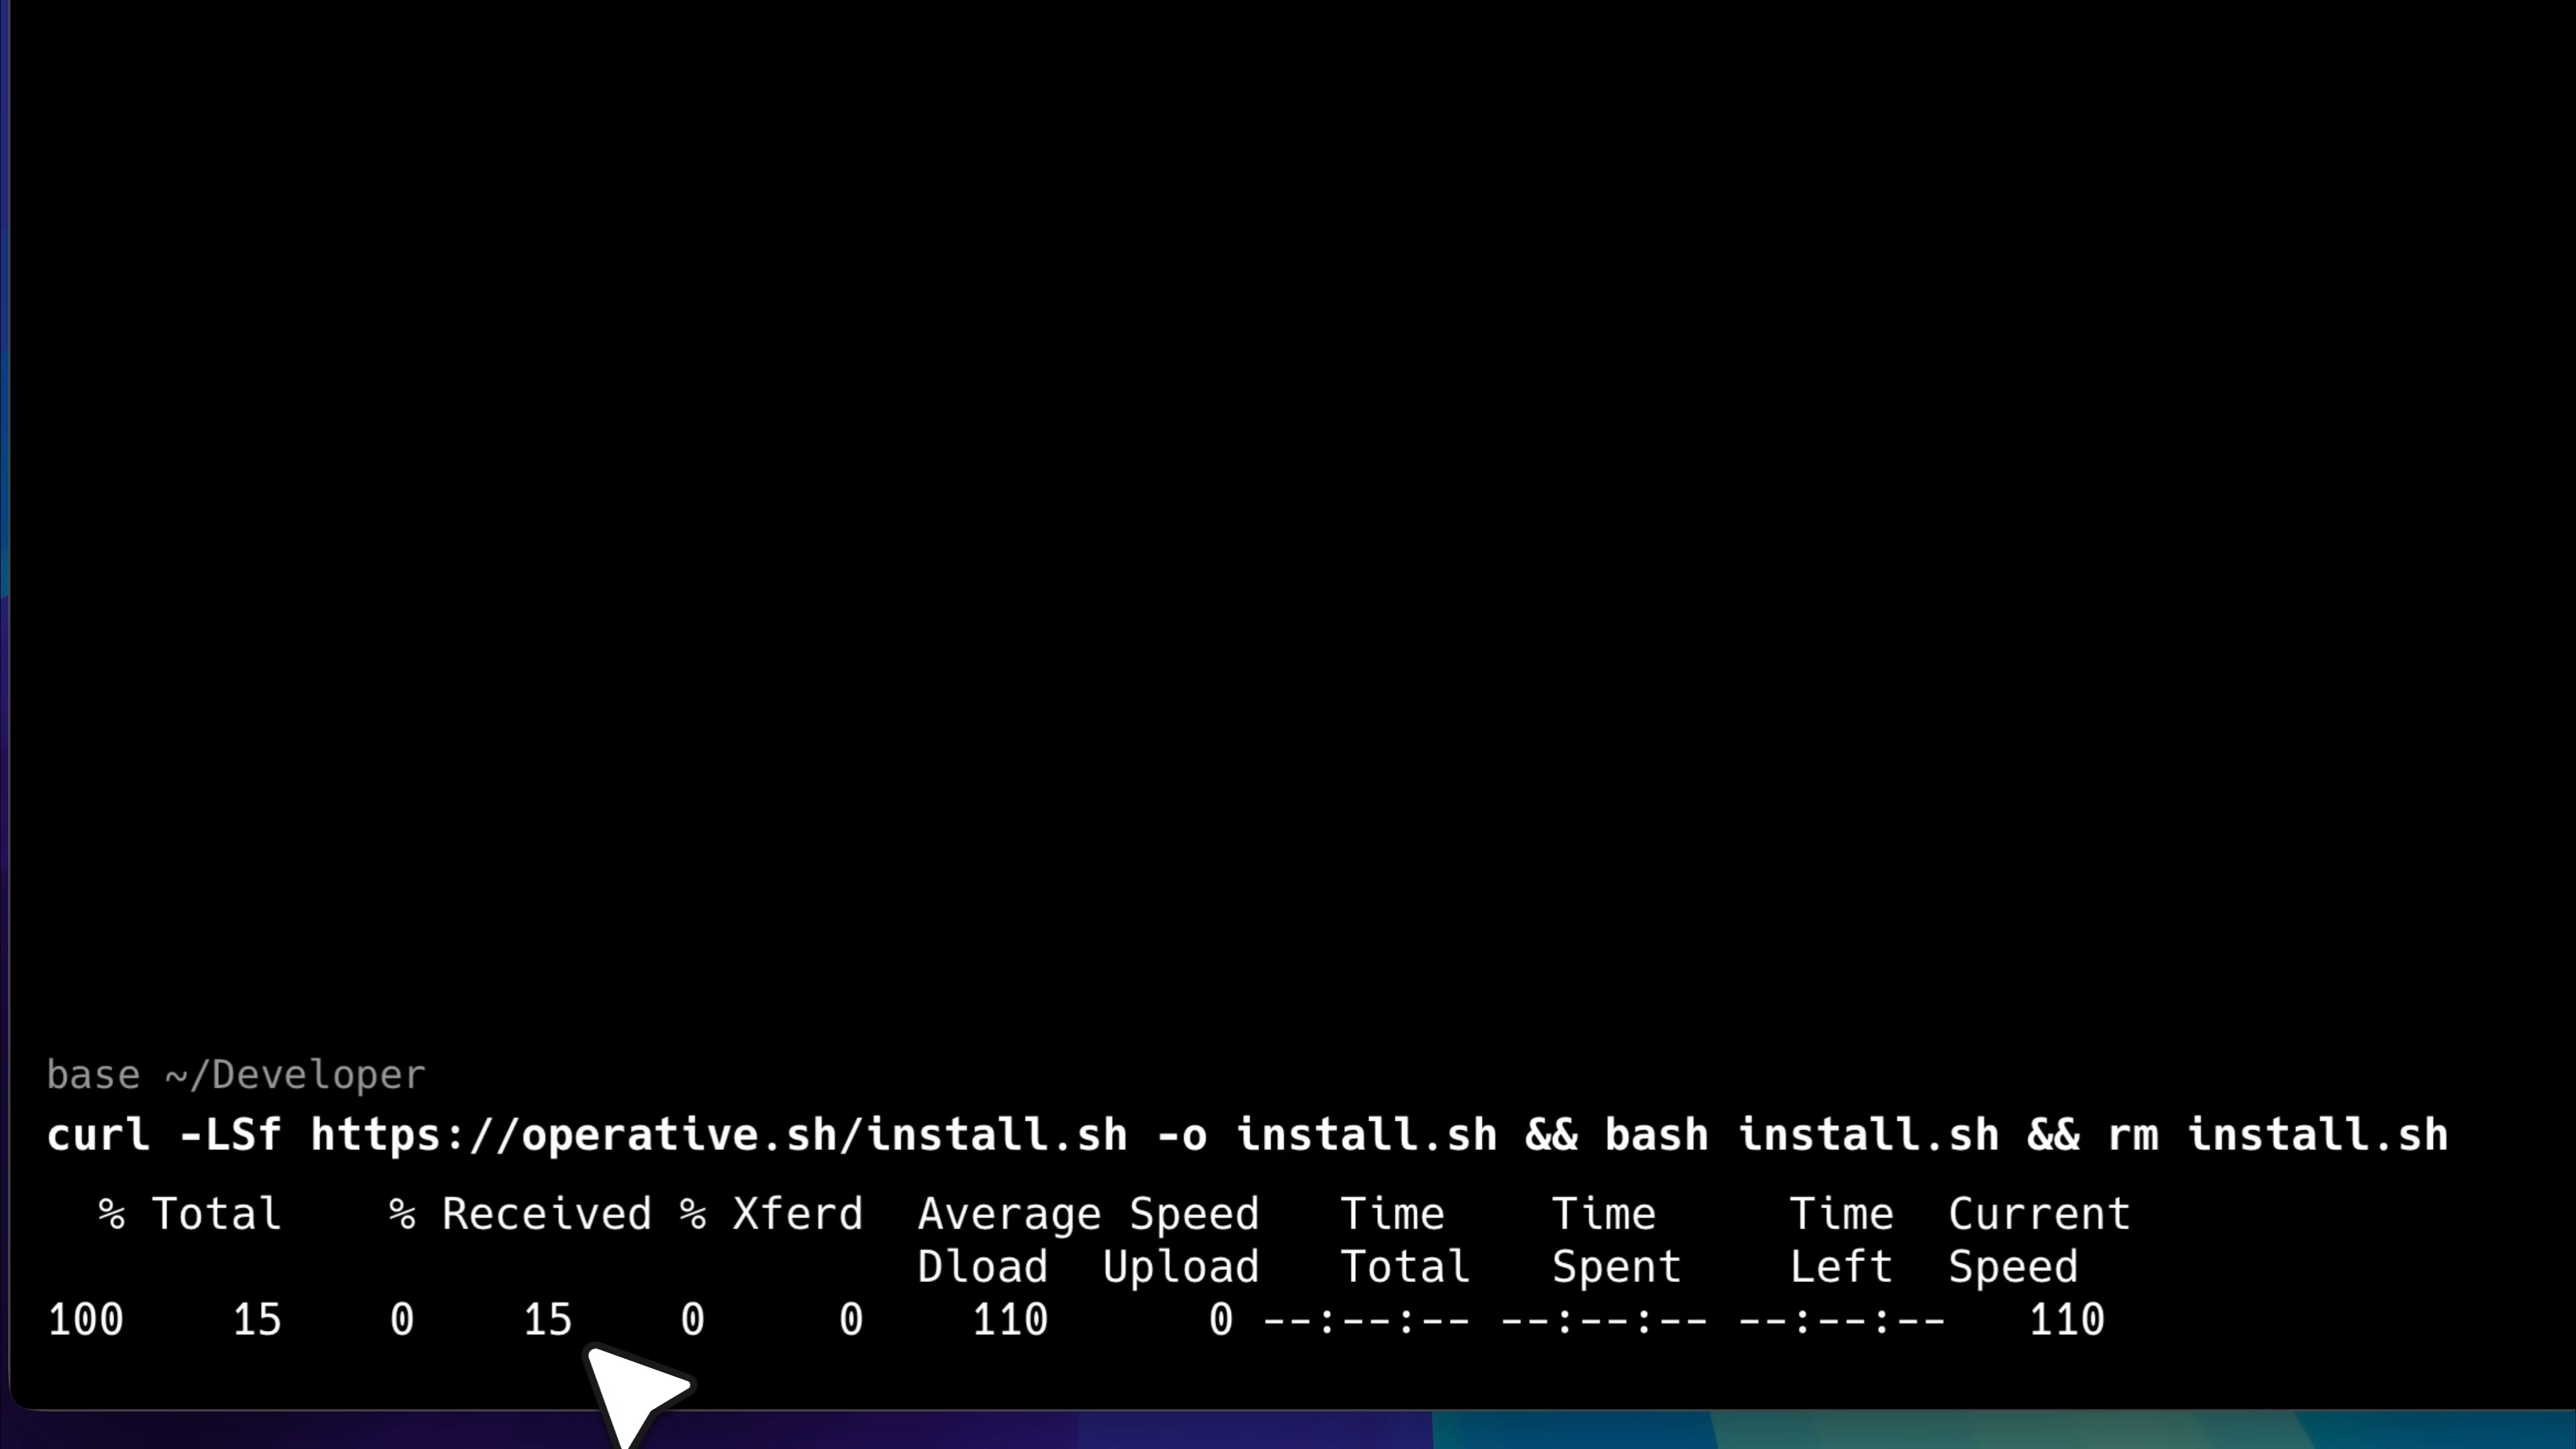 base ~/Developer
curl -LSf https://operative.sh/install.sh -o install.sh && bash install.sh && rm install.sh
  % Total    % Received % Xferd  Average Speed   Time    Time     Time  Current
                                 Dload  Upload   Total   Spent    Left  Speed
100    15    0    15    0     0    110      0 --:--:-- --:--:-- --:--:--   110